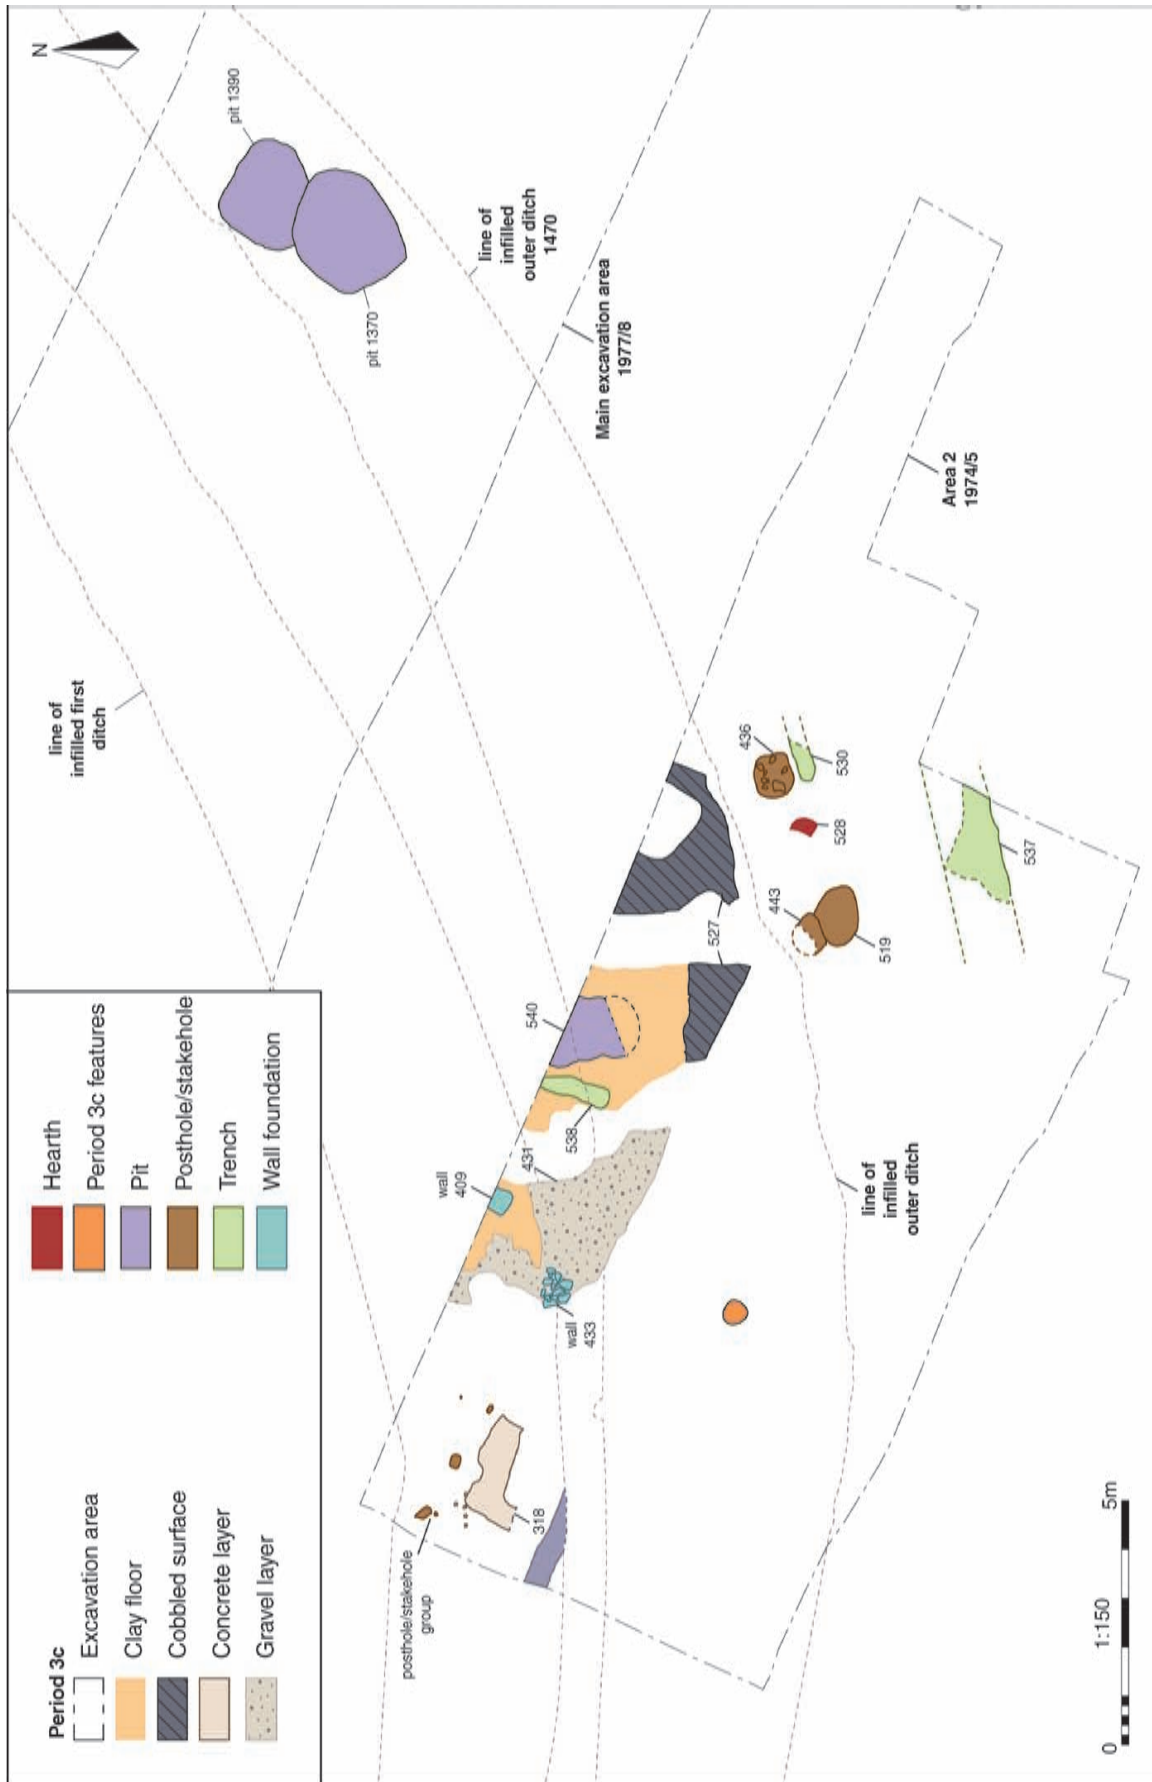 Period 3c
Excavation area
Clay floor
Cobbled surface
Concrete layer
Gravel layer
Hearth
Period 3c features
Pit
Posthole/stakehole
Trench
Wall foundation
N
pit 1390
pit 1370
line of
infilled first
ditch
line of
infilled
outer ditch
1470
Main excavation area
1977/8
Area 2
1974/5
posthole/stakehole
group
318
wall
409
wall
433
431
538
540
527
443
519
528
436
530
537
line of
infilled
outer ditch
0
1:150
5m